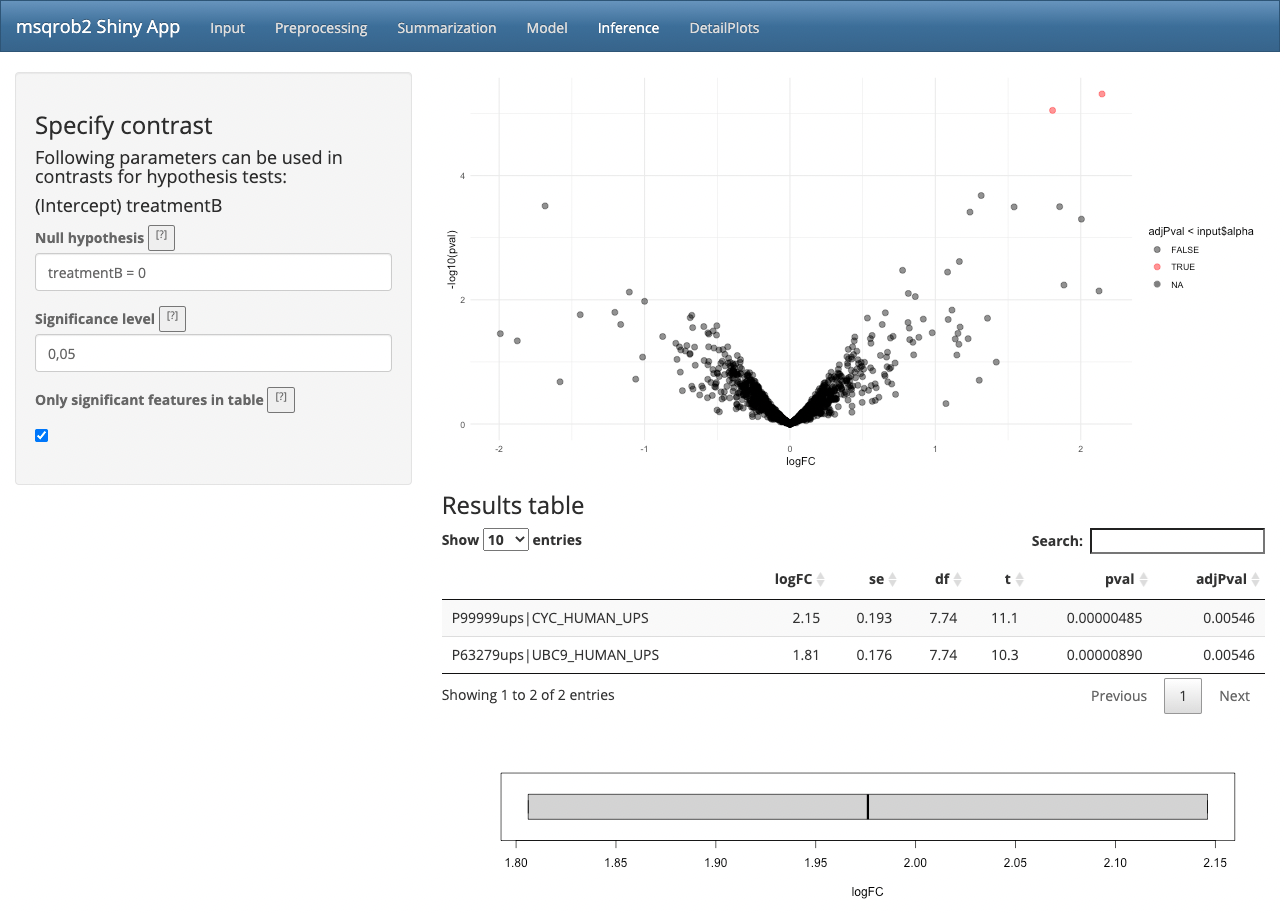 msqrob2 Shiny App Input Preprocessing Summarization Model Inference DetailPlots
Specify contrast
Following parameters can be used in
contrasts for hypothesis tests:
(Intercept) treatmentB
Null hypothesis [?]
treatmentB = 0
Significance level [?]
0,05
Only significant features in table [?]
-log10(pval)
4
2
0
-2 -1 0 1 2
logFC
adjPval < input$alpha
FALSE
TRUE
NA
Results table
Show 10 entries
Search:
logFC se df t pval adjPval
P99999ups|CYC_HUMAN_UPS 2.15 0.193 7.74 11.1 0.00000485 0.00546
P63279ups|UBC9_HUMAN_UPS 1.81 0.176 7.74 10.3 0.00000890 0.00546
Showing 1 to 2 of 2 entries
Previous 1 Next
1.80 1.85 1.90 1.95 2.00 2.05 2.10 2.15
logFC